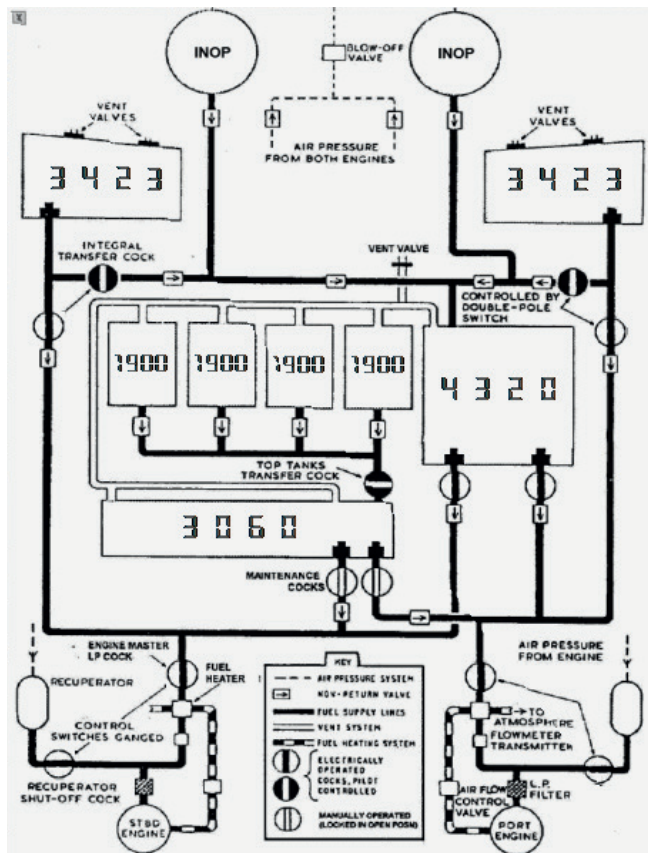 INOP
BLOW-OFF
VALVE
INOP
VENT
VALVES
VENT
VALVES
AIR PRESSURE
FROM BOTH ENGINES
3423
3423
INTEGRAL
TRANSFER COCK
VENT VALVE
CONTROLLED BY
DOUBLE-POLE
SWITCH
1900
1900
1900
1900
4320
TOP TANKS
TRANSFER COCK
3060
MAINTENANCE
COCKS
ENGINE MASTER
LP COCK
FUEL
HEATER
RECUPERATOR
CONTROL
SWITCHES GANGED
RECUPERATOR
SHUT-OFF COCK
STBD
ENGINE
KEY
AIR PRESSURE SYSTEM
NON-RETURN VALVE
FUEL SUPPLY LINES
VENT SYSTEM
FUEL HEATING SYSTEM
ELECTRICALLY
OPERATED
COCKS, PILOT
CONTROLLED
MANUALLY OPERATED
(LOCKED IN OPEN POSN)
AIR PRESSURE
FROM ENGINE
TO
ATMOSPHERE
FLOWMETER
TRANSMITTER
AIR FLOW
CONTROL
VALVE
L.P.
FILTER
PORT
ENGINE